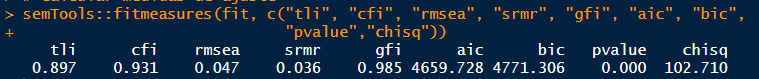 > semTools::fitmeasures(fit, c("tli", "cfi", "rmsea", "srmr", "gfi", "aic", "bic",
+ "pvalue","chisq"))
tli cfi rmsea srmr gfi aic bic pvalue chisq
0.897 0.931 0.047 0.036 0.985 4659.728 4771.306 0.000 102.710